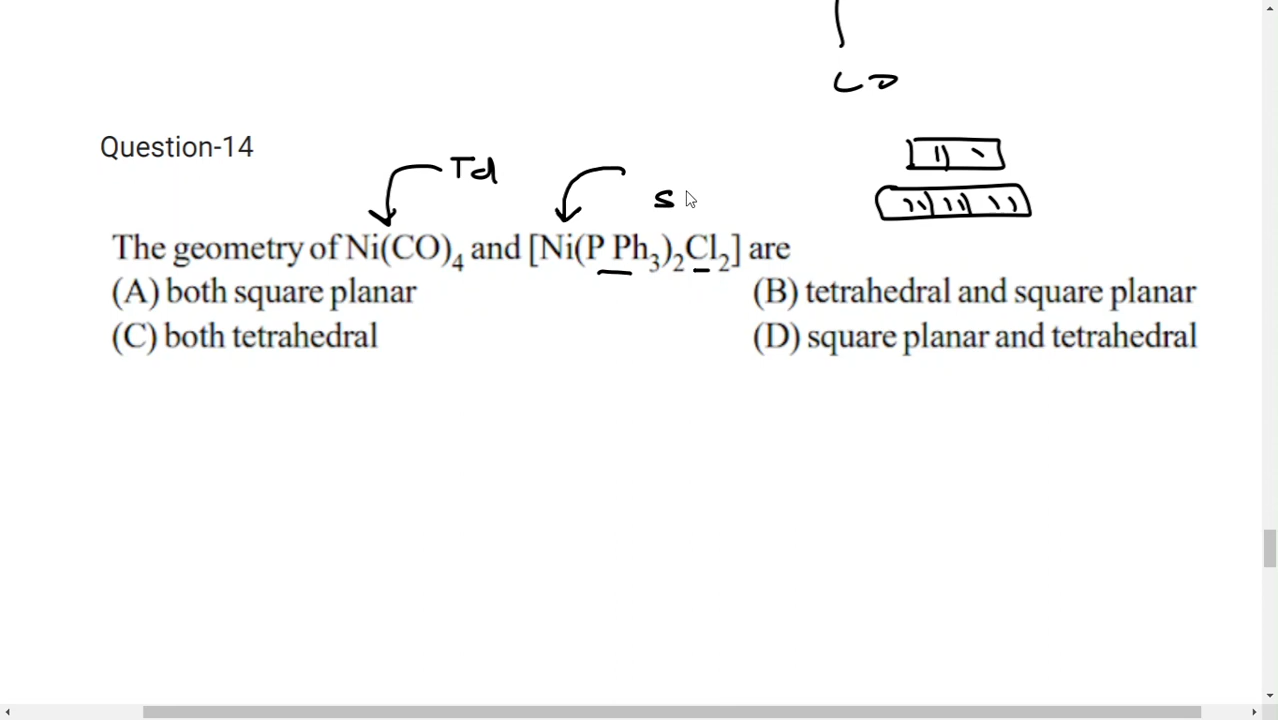 CO
Question-14
Td
S
The geometry of Ni(CO)₄ and [Ni(P Ph₃)₂Cl₂] are
(A) both square planar
(B) tetrahedral and square planar
(C) both tetrahedral
(D) square planar and tetrahedral